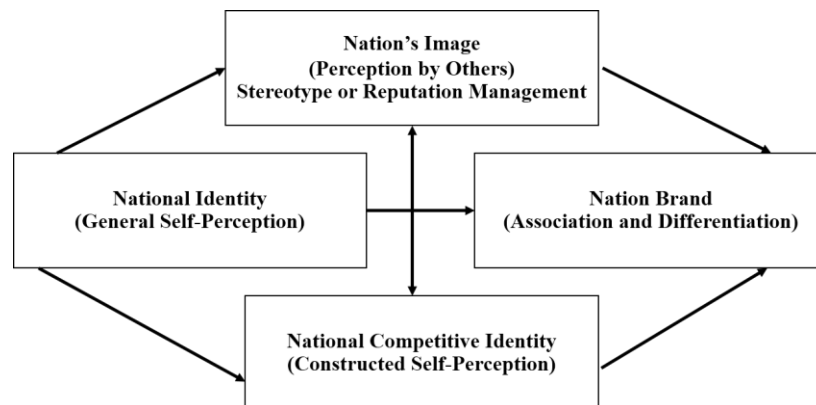 Nation’s Image
(Perception by Others)
Stereotype or Reputation Management
National Identity
(General Self-Perception)
Nation Brand
(Association and Differentiation)
National Competitive Identity
(Constructed Self-Perception)